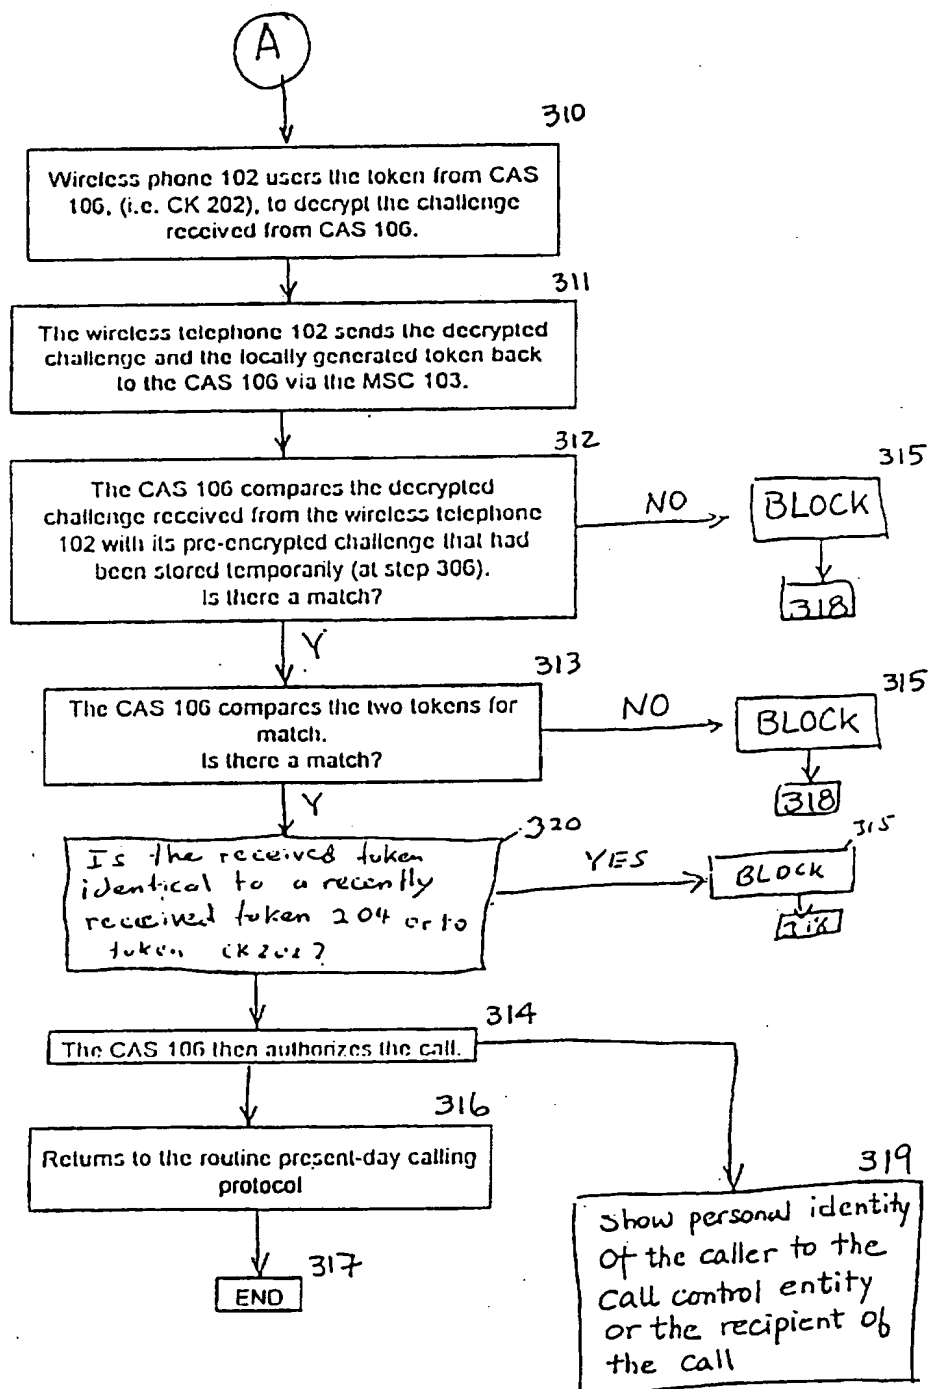 A
310
Wireless phone 102 users the token from CAS
106, (i.e. CK 202), to decrypt the challenge
received from CAS 106.
311
The wireless telephone 102 sends the decrypted
challenge and the locally generated token back
to the CAS 106 via the MSC 103.
312
The CAS 106 compares the decrypted
challenge received from the wireless telephone
102 with its pre-encrypted challenge that had
been stored temporarily (at step 306).
Is there a match?
NO
315
BLOCK
318
Y
313
The CAS 106 compares the two tokens for
match.
Is there a match?
NO
315
BLOCK
318
Y
320
Is the received token
identical to a recently
received token 204 or to
token CK202?
YES
315
BLOCK
318
314
The CAS 106 then authorizes the call.
316
Returns to the routine present-day calling
protocol
317
END
319
Show personal identity
Of the caller to the
Call control entity
or the recipient of
the call